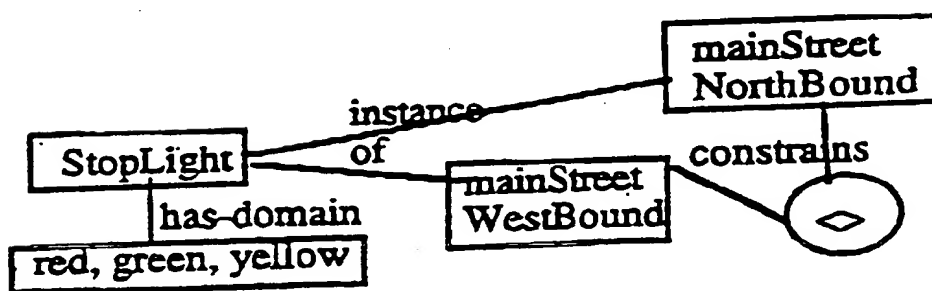 mainStreet
NorthBound
instance
of
StopLight
constrains
mainStreet
WestBound
<>
has-domain
red, green, yellow